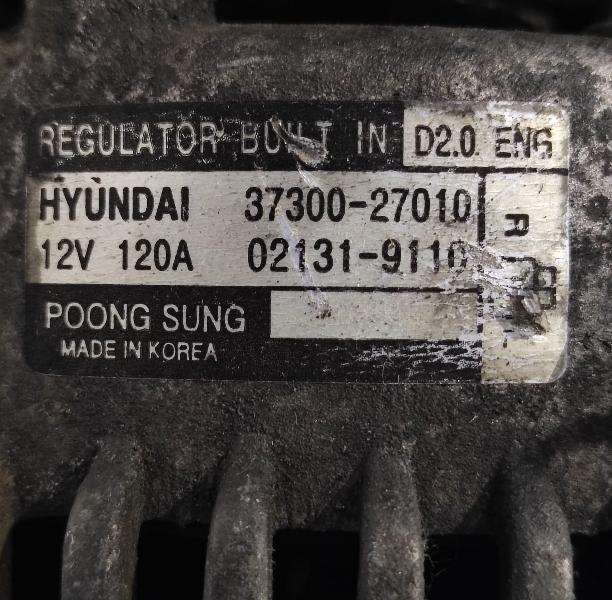 REGULATOR BUILT IN D2.0 ENG
HYUNDAI 37300-27010
12V 120A 02131-9110
R
POONG SUNG
MADE IN KOREA